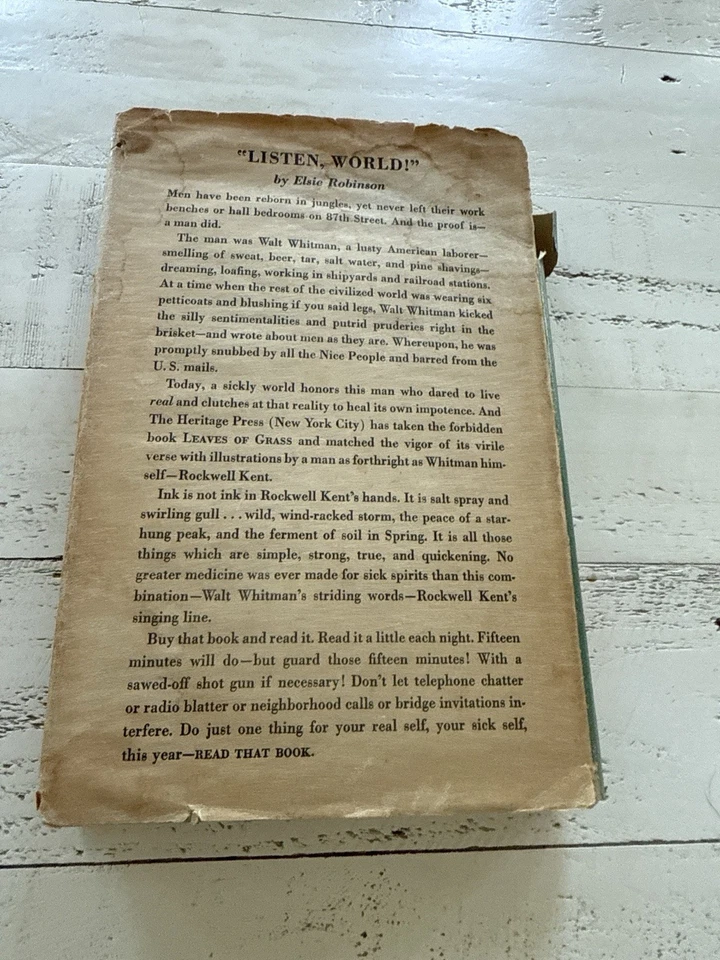 "LISTEN, WORLD!"
by Elsie Robinson
Men have been reborn in jungles, yet never left their work
benches or hall bedrooms on 87th Street. And the proof is—
a man did.
The man was Walt Whitman, a lusty American laborer—
smelling of sweat, beer, tar, salt water, and pine shavings—
dreaming, loafing, working in shipyards and railroad stations.
At a time when the rest of the civilized world was wearing six
petticoats and blushing if you said legs, Walt Whitman kicked
the silly sentimentalities and putrid pruderies right in the
brisket—and wrote about men as they are. Whereupon, he was
promptly snubbed by all the Nice People and barred from the
U. S. mails.
Today, a sickly world honors this man who dared to live
real and clutches at that reality to heal its own impotence. And
The Heritage Press (New York City) has taken the forbidden
book LEAVES OF GRASS and matched the vigor of its virile
verse with illustrations by a man as forthright as Whitman him-
self—Rockwell Kent.
Ink is not ink in Rockwell Kent's hands. It is salt spray and
swirling gull . . . wild, wind-racked storm, the peace of a star-
hung peak, and the ferment of soil in Spring. It is all those
things which are simple, strong, true, and quickening. No
greater medicine was ever made for sick spirits than this com-
bination—Walt Whitman's striding words—Rockwell Kent's
singing line.
Buy that book and read it. Read it a little each night. Fifteen
minutes will do—but guard those fifteen minutes! With a
sawed-off shot gun if necessary! Don't let telephone chatter
or radio blatter or neighborhood calls or bridge invitations in-
terfere. Do just one thing for your real self, your sick self,
this year—READ THAT BOOK.